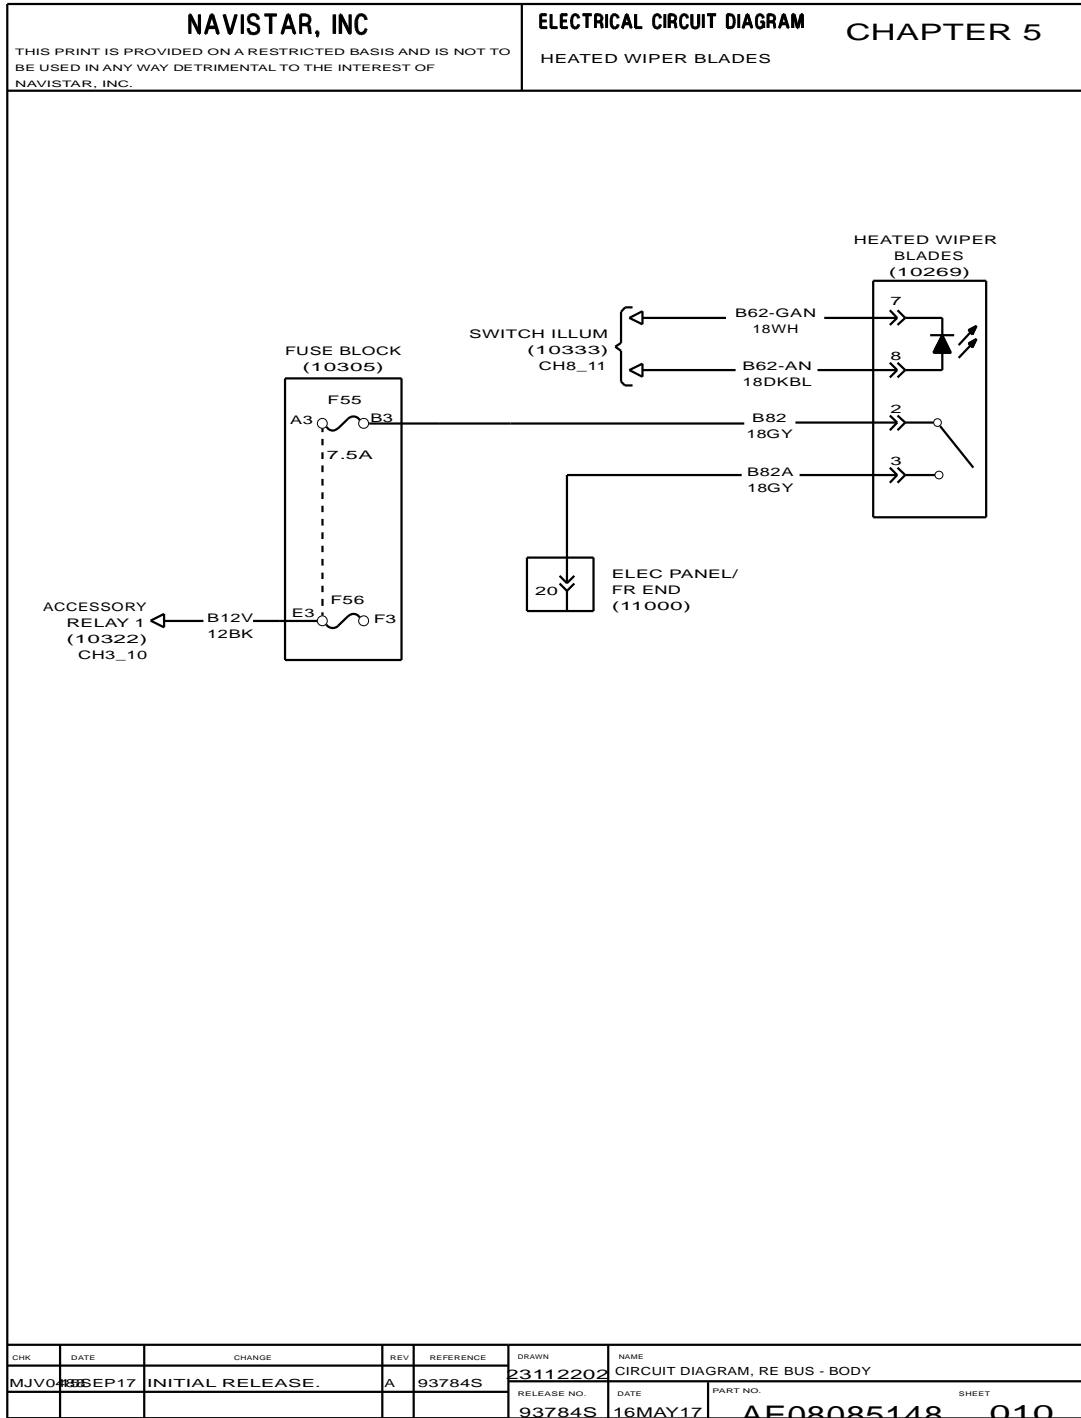 NAVISTAR, INC
THIS PRINT IS PROVIDED ON A RESTRICTED BASIS AND IS NOT TO
BE USED IN ANY WAY DETRIMENTAL TO THE INTEREST OF
NAVISTAR, INC.
ELECTRICAL CIRCUIT DIAGRAM
HEATED WIPER BLADES
CHAPTER 5
HEATED WIPER
BLADES
(10269)
7
B62-GAN
18WH
SWITCH ILLUM
(10333)
CH8_11
8
B62-AN
18DKBL
FUSE BLOCK
(10305)
F55
A3
B3
7.5A
2
B82
18GY
3
B82A
18GY
20
ELEC PANEL/
FR END
(11000)
F56
E3
F3
ACCESSORY
RELAY 1
(10322)
CH3_10
B12V
12BK
CHK
DATE
CHANGE
REV
REFERENCE
SEP17
INITIAL RELEASE.
A
93784S
DRAWN
23112202
NAME
CIRCUIT DIAGRAM, RE BUS - BODY
RELEASE NO.
93784S
DATE
16MAY17
PART NO.
AE08085148
SHEET
010